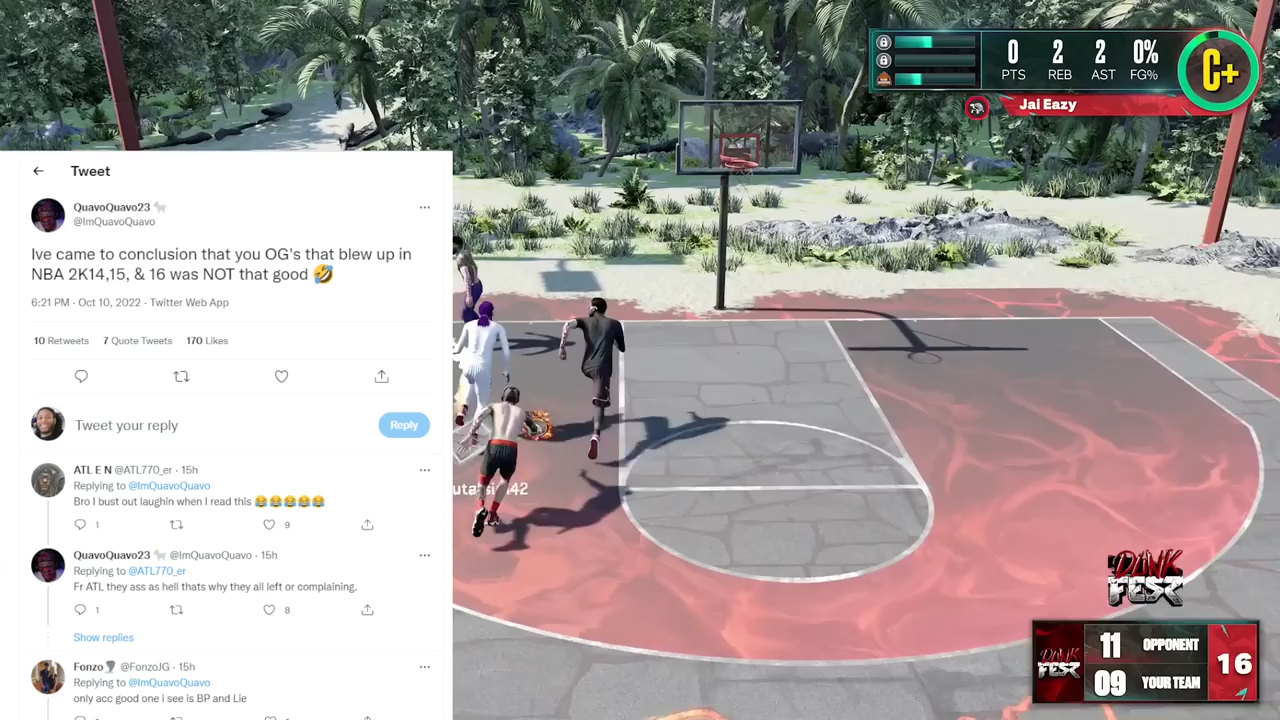 Tweet
QuavoQuavo23
@ImQuavoQuavo
Ive came to conclusion that you OG's that blew up in
NBA 2K14,15, & 16 was NOT that good 🤣
6:21 PM · Oct 10, 2022 · Twitter Web App
10 Retweets 7 Quote Tweets 170 Likes
Tweet your reply
Reply
ATL E N @ATL770_er · 15h
Replying to @ImQuavoQuavo
Bro I bust out laughin when I read this 😂😂😂😂😂
1 9
QuavoQuavo23 @ImQuavoQuavo · 15h
Replying to @ATL770_er
Fr ATL they ass as hell thats why they all left or complaining.
1 8
Show replies
Fonzo @FonzoJG · 15h
Replying to @ImQuavoQuavo
only acc good one i see is BP and Lie
0 2 2 0% C+
PTS REB AST FG%
Jai Eazy
DUNK
FEST
DUNK
FEST
11 OPPONENT
09 YOUR TEAM
16